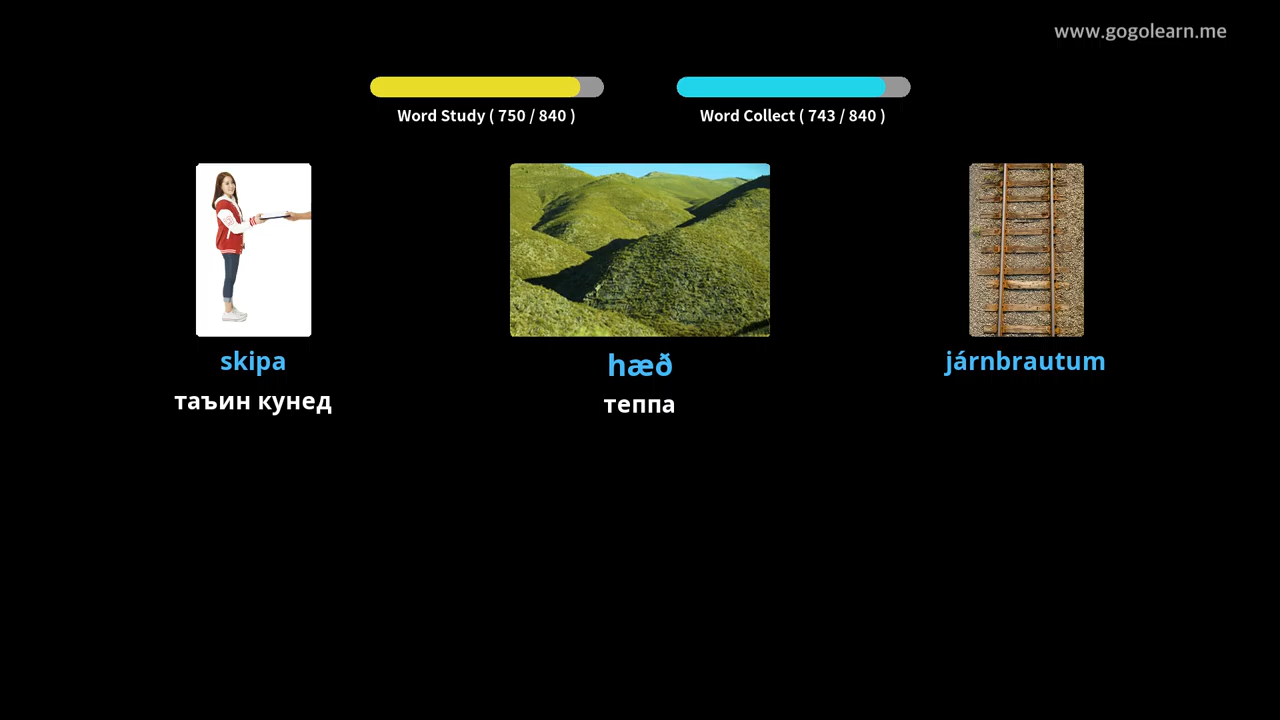 www.gogolearn.me
Word Study ( 750 / 840 )
Word Collect ( 743 / 840 )
skipa
hæð
járnbrautum
таъин кунед
теппа